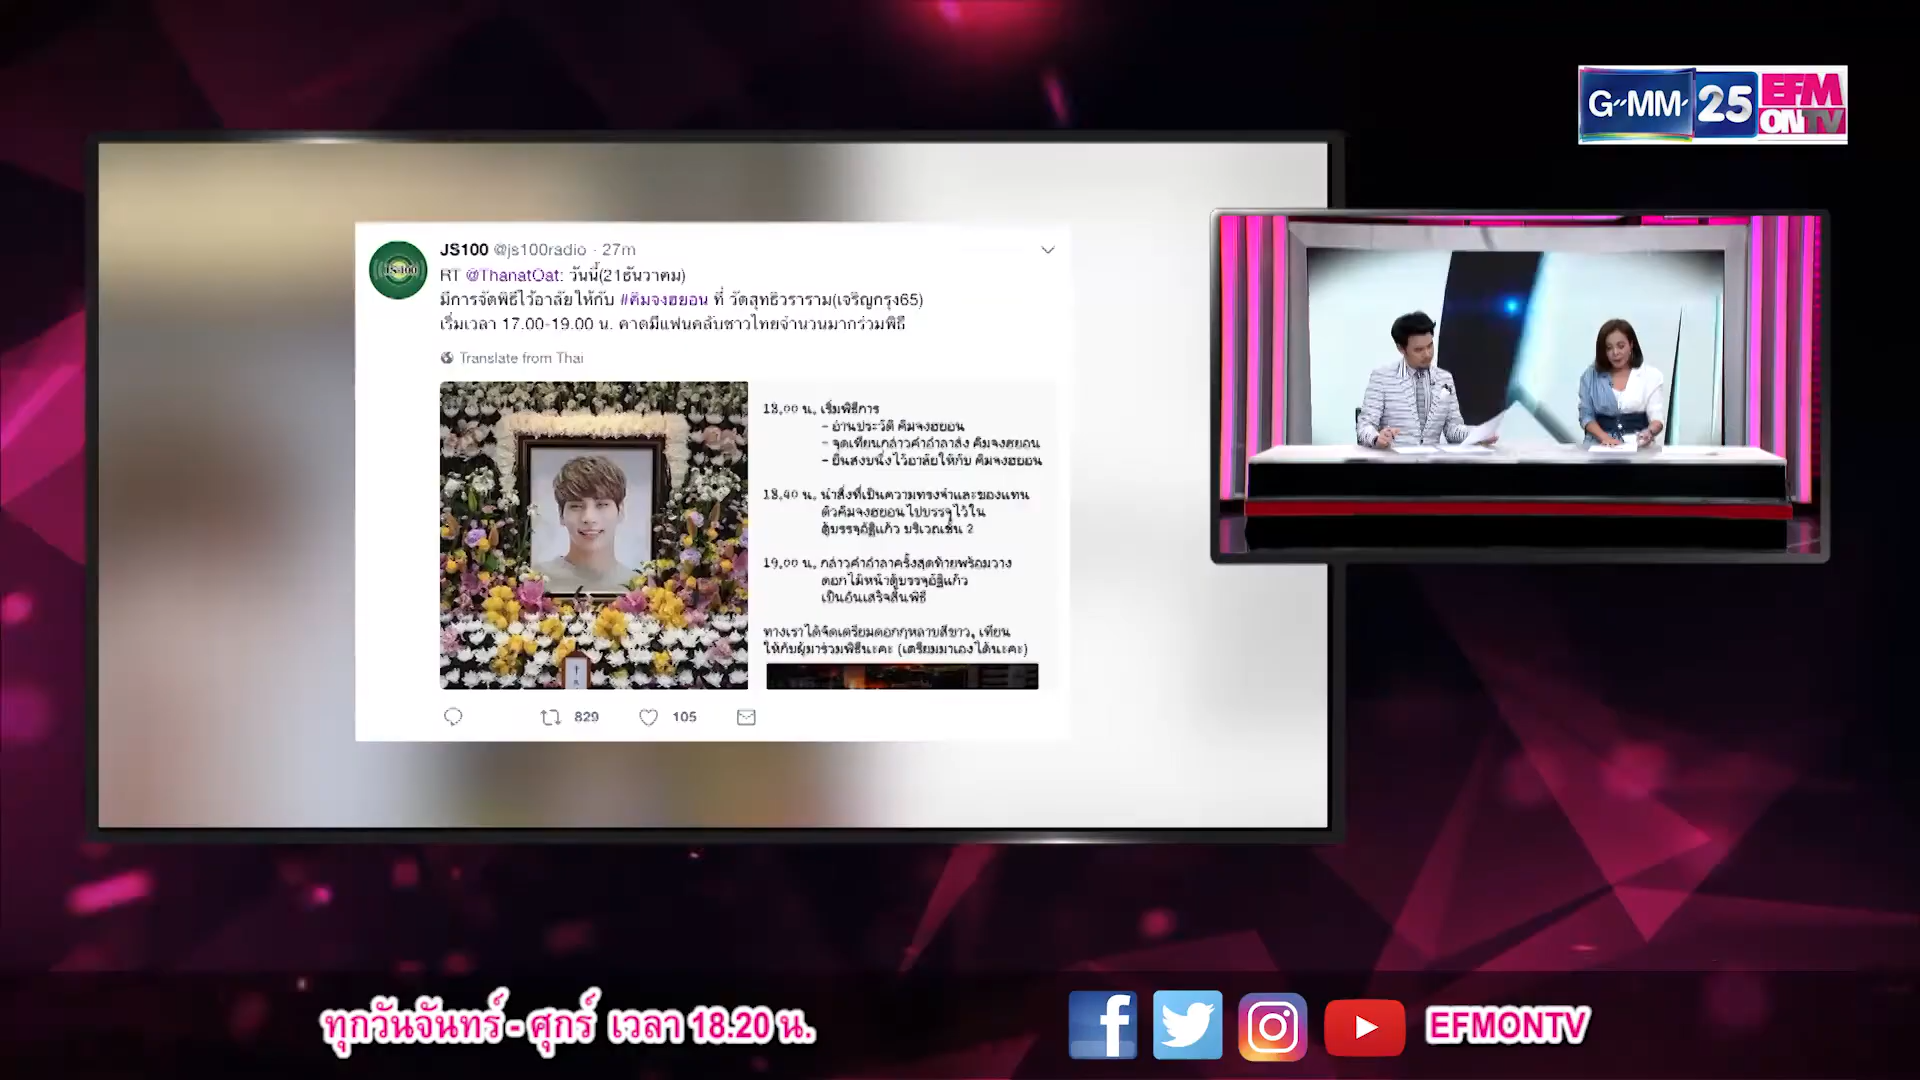 G-MM- 25 EFM
ON TV
JS100 @js100radio · 27m
RT @ThanatOat: วันนี้(21ธันวาคม)
มีการจัดพิธีไว้อาลัยให้กับ #คิมจงฮยอน ที่ วัดสุทธิวราราม(เจริญกรุง65)
เริ่มเวลา 17.00-19.00 น. คาดมีแฟนคลับชาวไทยจำนวนมากร่วมพิธี
Translate from Thai
18.00 น. เริ่มพิธีการ
- อ่านประวัติ คิมจงฮยอน
- จุดเทียนกล่าวคำอำลาส่ง คิมจงฮยอน
- ยืนสงบนิ่งไว้อาลัยให้กับ คิมจงฮยอน
18.40 น. นำสิ่งที่เป็นความทรงจำและของแทน
ตัวคิมจงฮยอนไปบรรจุไว้ใน
ตู้บรรจุอัฐิแก้ว บริเวณชั้น 2
19.00 น. กล่าวคำอำลาครั้งสุดท้ายพร้อมวาง
ดอกไม้หน้าตู้บรรจุอัฐิแก้ว
เป็นอันเสร็จสิ้นพิธี
ทางเราได้จัดเตรียมดอกกุหลาบสีขาว, เทียน
ให้กับผู้มาร่วมพิธีนะคะ (เตรียมมาเองได้นะคะ)
829 105
ทุกวันจันทร์ - ศุกร์ เวลา 18.20 น.
EFMONTV